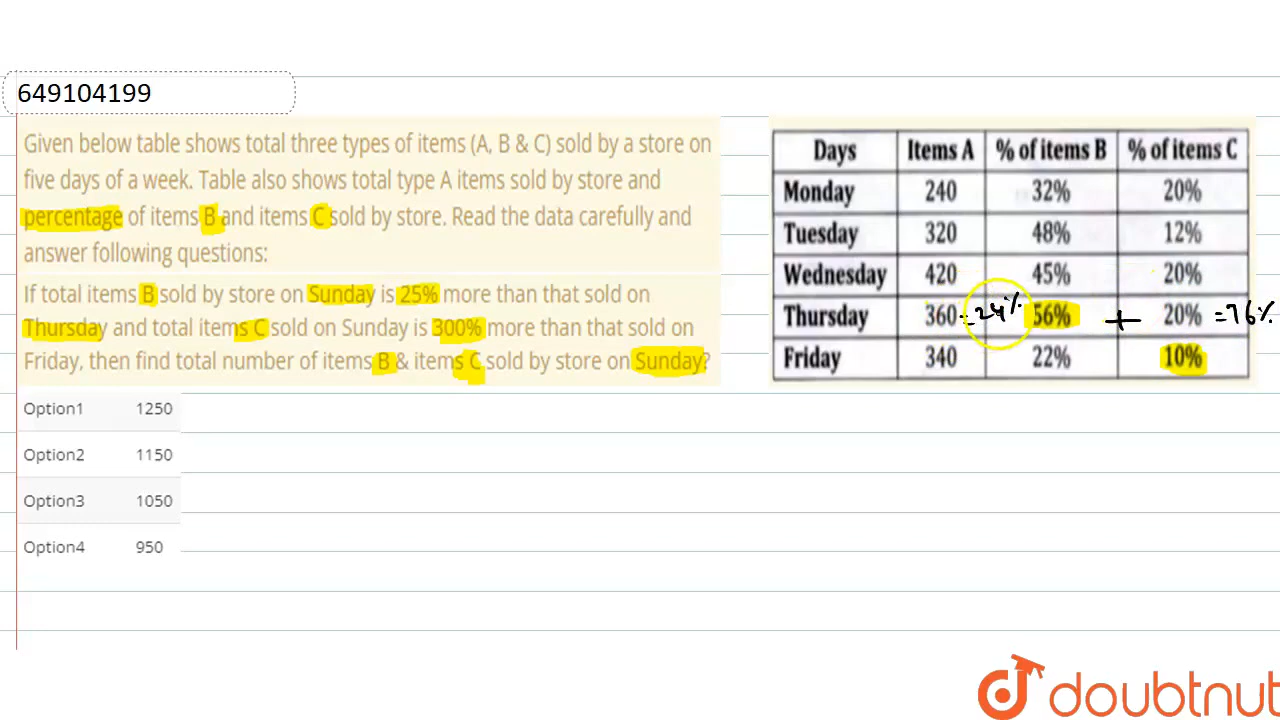 649104199
Given below table shows total three types of items (A, B & C) sold by a store on
five days of a week. Table also shows total type A items sold by store and
percentage of items B and items C sold by store. Read the data carefully and
answer following questions:
If total items B sold by store on Sunday is 25% more than that sold on
Thursday and total items C sold on Sunday is 300% more than that sold on
Friday, then find total number of items B & items C sold by store on Sunday?
Option1 1250
Option2 1150
Option3 1050
Option4 950
Days Items A % of items B % of items C
Monday 240 32% 20%
Tuesday 320 48% 12%
Wednesday 420 45% 20%
Thursday 360 = 24% 56% + 20% = 76%
Friday 340 22% 10%
doubtnut